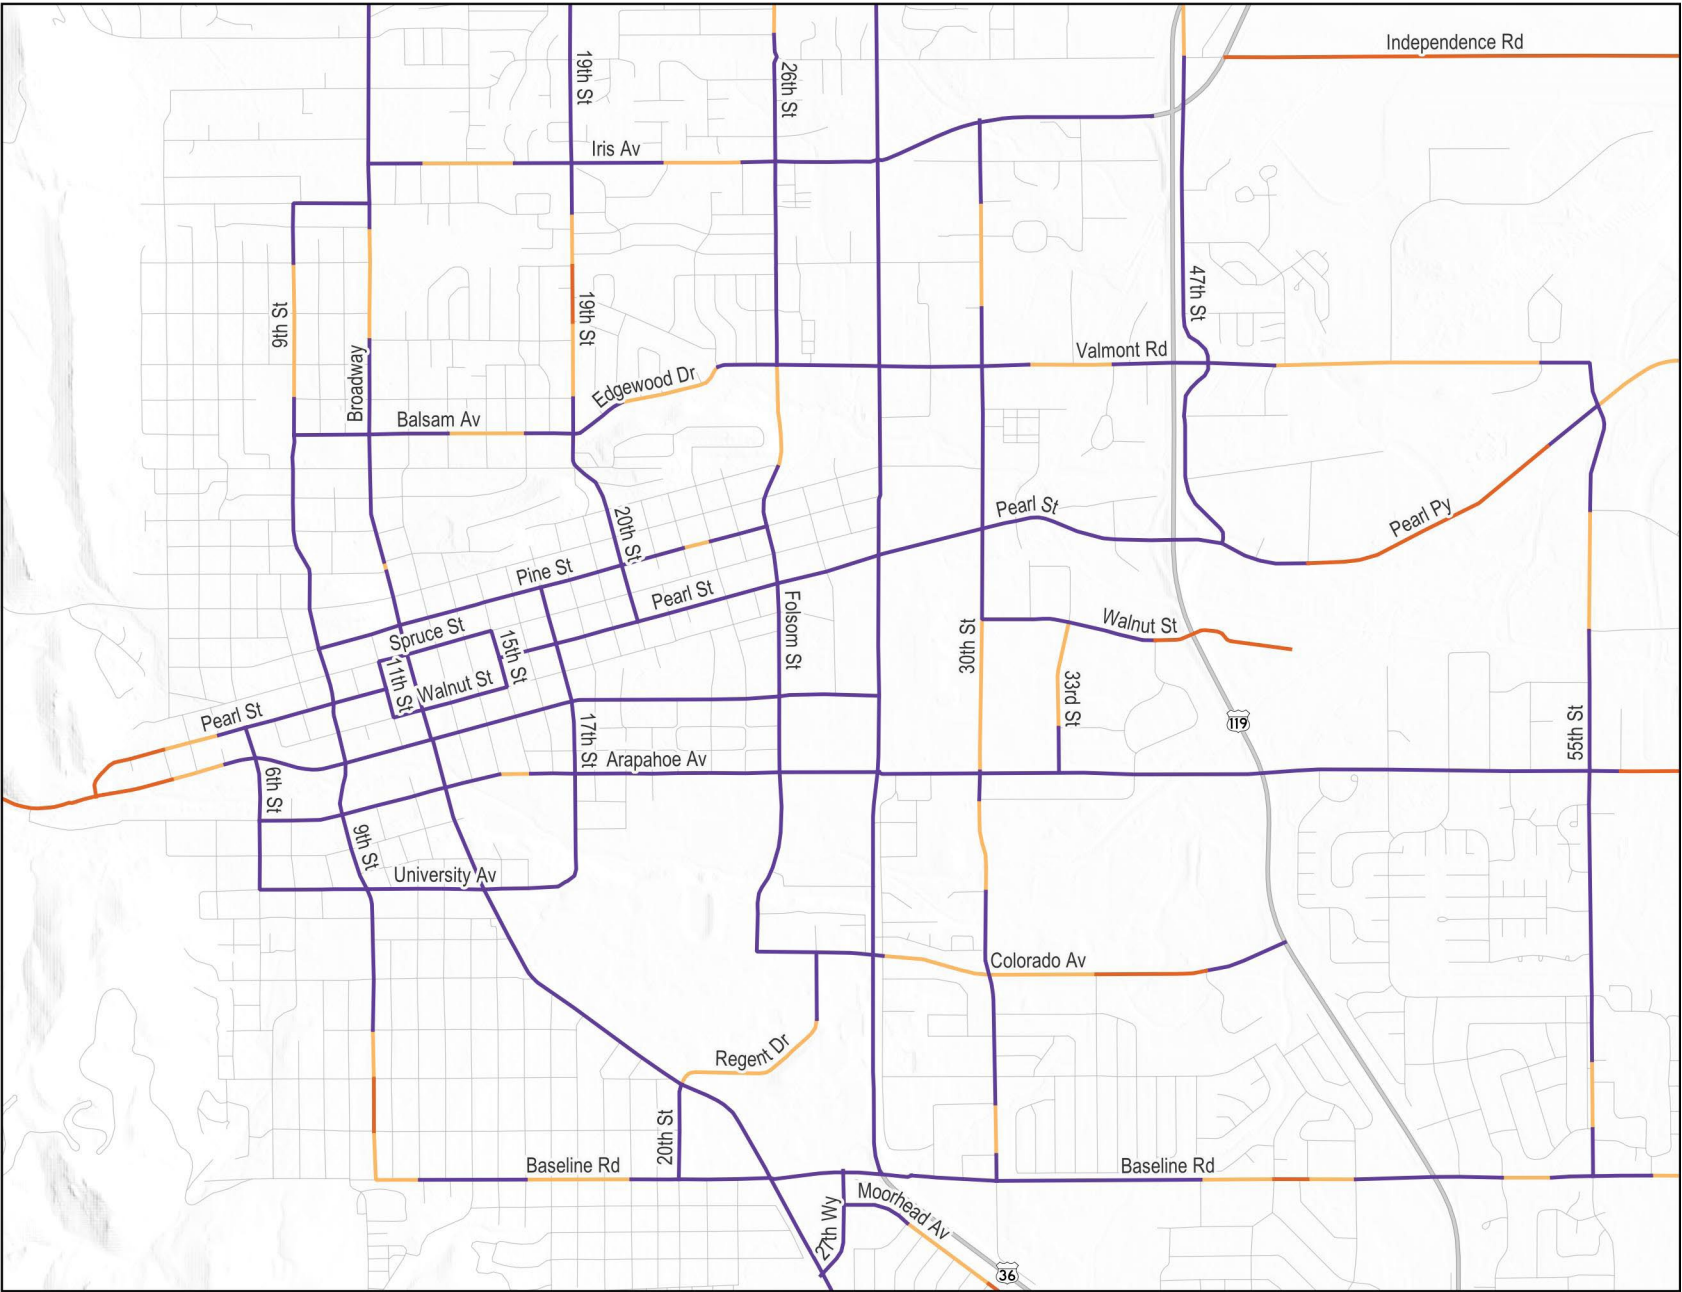 Independence Rd
19th St
26th St
Iris Av
47th St
9th St
19th St
Broadway
Valmont Rd
Edgewood Dr
Balsam Av
20th St
Pearl St
Pearl Py
Pine St
Pearl St
Folsom St
Spruce St
15th St
11th St
Walnut St
30th St
Walnut St
33rd St
Pearl St
17th St
119
55th St
Arapahoe Av
6th St
9th St
University Av
Colorado Av
Regent Dr
20th St
Baseline Rd
Baseline Rd
27th Wy
Moorhead Av
36